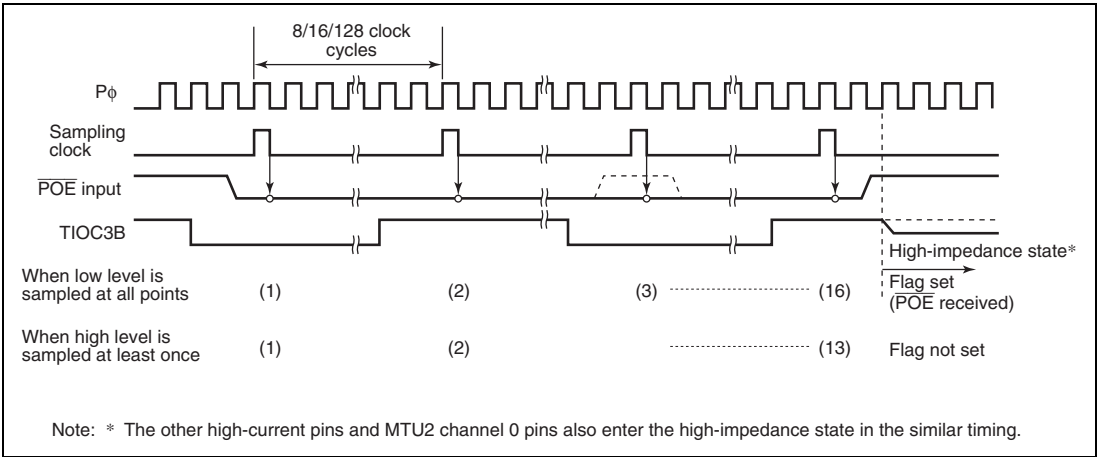 8/16/128 clock
cycles
Pϕ
Sampling
clock
POE input
TIOC3B
High-impedance state*
When low level is
sampled at all points
(1)
(2)
(3)
(16)
Flag set
(POE received)
When high level is
sampled at least once
(1)
(2)
(13)
Flag not set
Note: * The other high-current pins and MTU2 channel 0 pins also enter the high-impedance state in the similar timing.